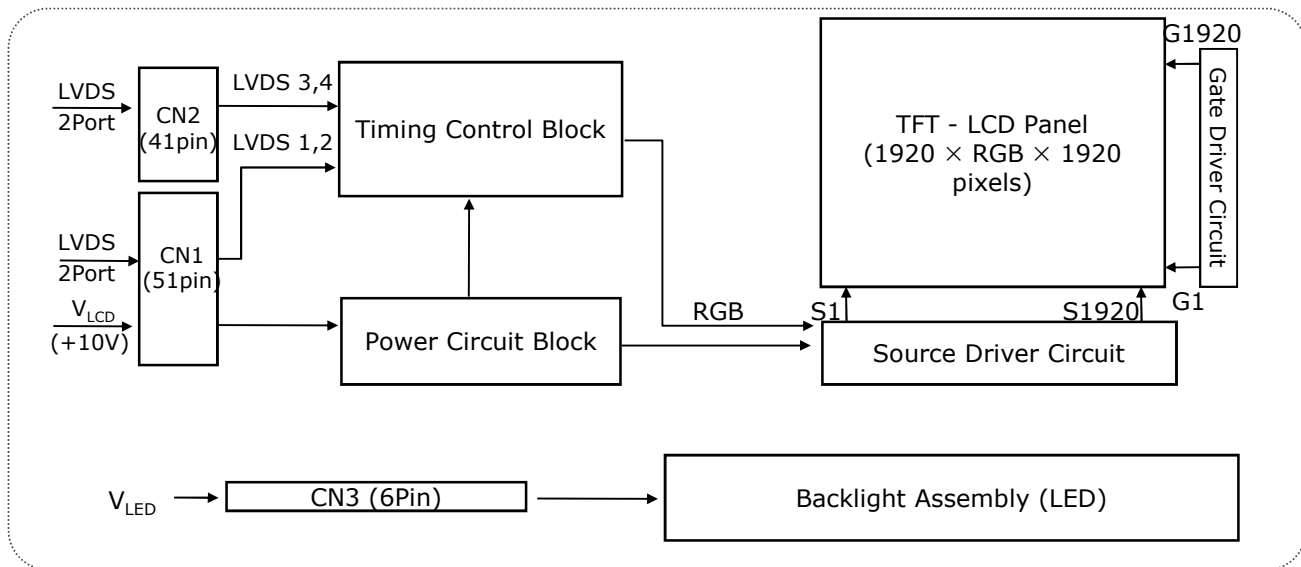 LVDS
2Port
CN2
(41pin)
LVDS 3,4
LVDS 1,2
Timing Control Block
TFT - LCD Panel
(1920 × RGB × 1920
pixels)
G1920
Gate Driver Circuit
G1
LVDS
2Port
V_LCD
(+10V)
CN1
(51pin)
Power Circuit Block
RGB
S1
S1920
Source Driver Circuit
V_LED
CN3 (6Pin)
Backlight Assembly (LED)